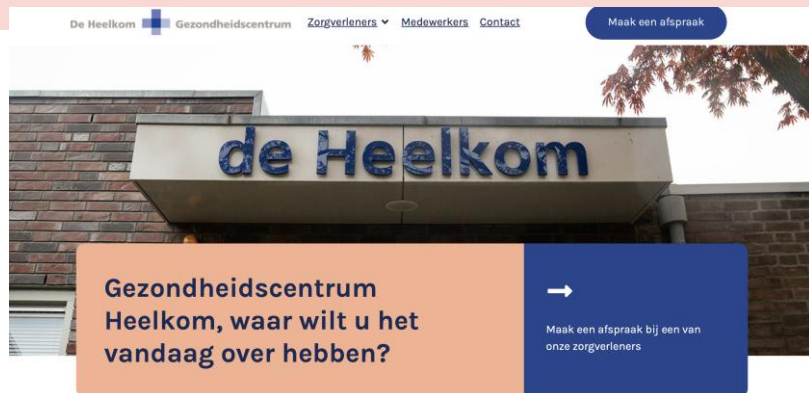 De Heelkom Gezondheidscentrum Zorgverleners Medewerkers Contact Maak een afspraak
de Heelkom
Gezondheidscentrum
Heelkom, waar wilt u het
vandaag over hebben?
Maak een afspraak bij een van
onze zorgverleners